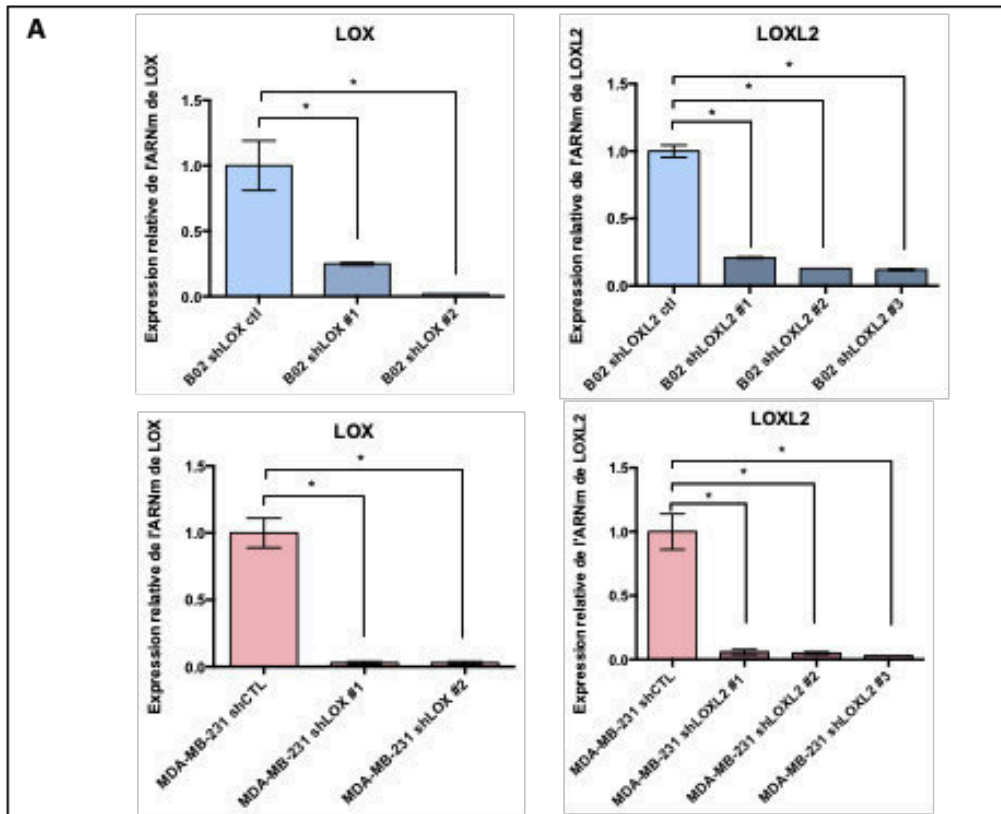 A
LOX
Expression relative de l'ARNm de LOX
1.5
1.0
0.5
0.0
*
*
B02 shLOX ctl
B02 shLOX #1
B02 shLOX #2
LOXL2
Expression relative de l'ARNm de LOXL2
1.5
1.0
0.5
0.0
*
*
*
B02 shLOXL2 ctl
B02 shLOXL2 #1
B02 shLOXL2 #2
B02 shLOXL2 #3
LOX
Expression relative de l'ARNm de LOX
1.5
1.0
0.5
0.0
*
*
MDA-MB-231 shCTL
MDA-MB-231 shLOX #1
MDA-MB-231 shLOX #2
LOXL2
Expression relative de l'ARNm de LOXL2
1.5
1.0
0.5
0.0
*
*
*
MDA-MB-231 shCTL
MDA-MB-231 shLOXL2 #1
MDA-MB-231 shLOXL2 #2
MDA-MB-231 shLOXL2 #3